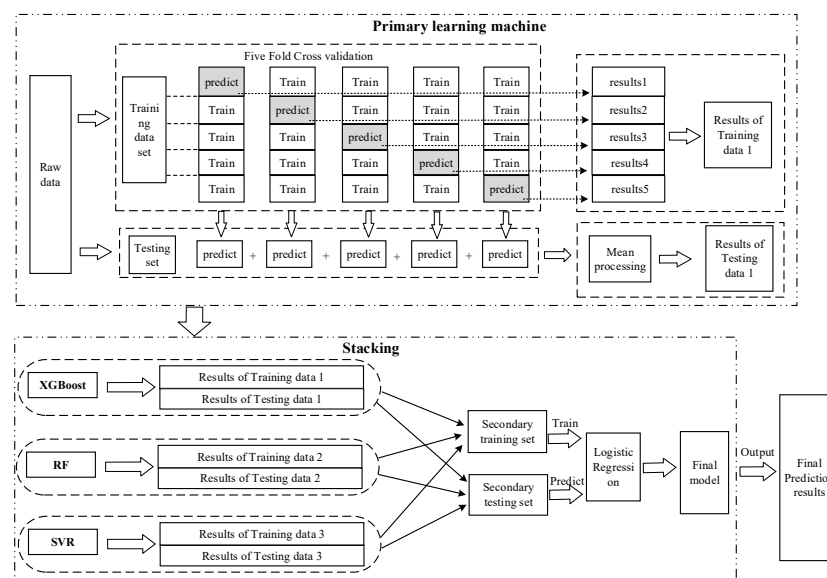 Primary learning machine
Five Fold Cross validation
Raw
data
Traini
ng
data
set
predict Train Train Train Train
Train predict Train Train Train
Train Train predict Train Train
Train Train Train predict Train
Train Train Train Train predict
results1
results2
results3
results4
results5
Results of
Training
data 1
Testing
set
predict + predict + predict + predict + predict
Mean
processing
Results of
Testing
data 1
Stacking
XGBoost
Results of Training data 1
Results of Testing data 1
RF
Results of Training data 2
Results of Testing data 2
SVR
Results of Training data 3
Results of Testing data 3
Secondary
training set
Secondary
testing set
Train
Predict
Logistic
Regressi
on
Final
model
Output
Final
Prediction
results